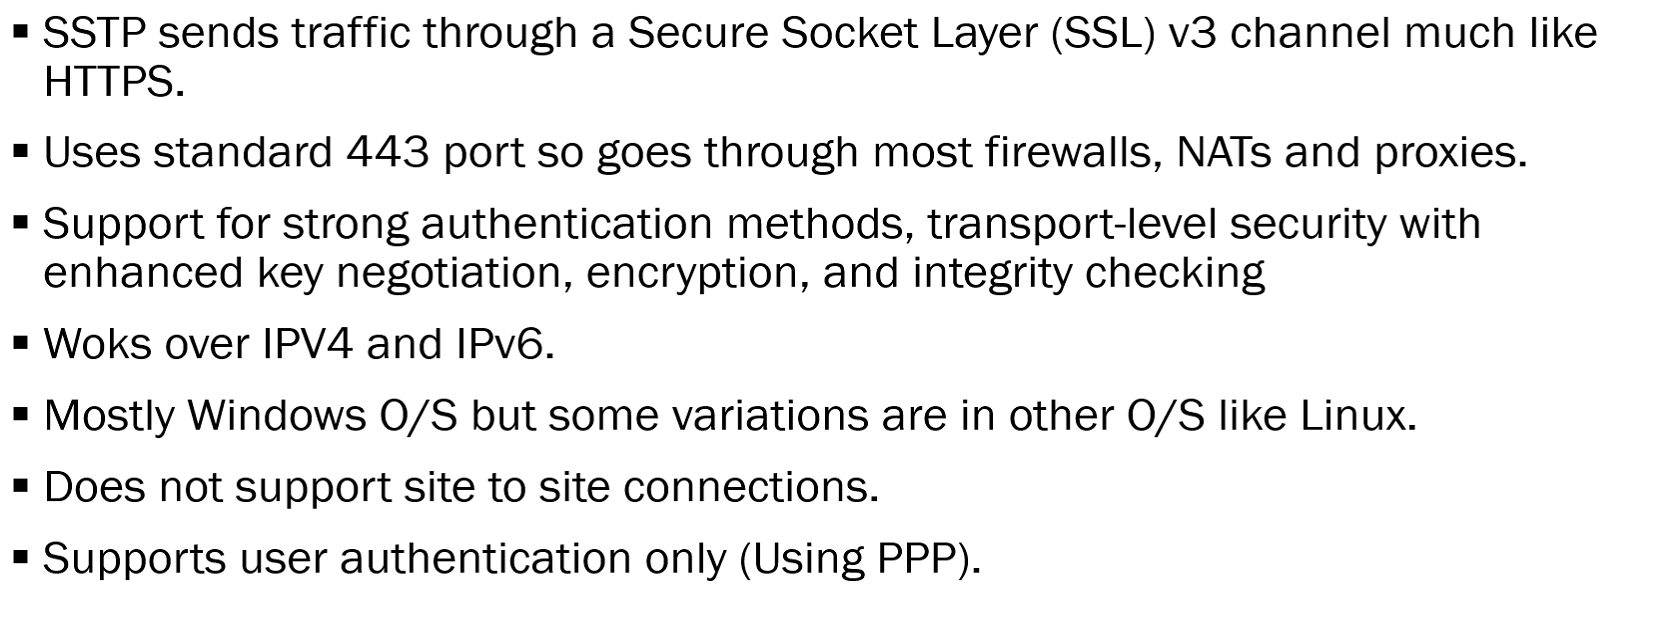 ▪ SSTP sends traffic through a Secure Socket Layer (SSL) v3 channel much like
HTTPS.
▪ Uses standard 443 port so goes through most firewalls, NATs and proxies.
▪ Support for strong authentication methods, transport-level security with
enhanced key negotiation, encryption, and integrity checking
▪ Woks over IPV4 and IPv6.
▪ Mostly Windows O/S but some variations are in other O/S like Linux.
▪ Does not support site to site connections.
▪ Supports user authentication only (Using PPP).